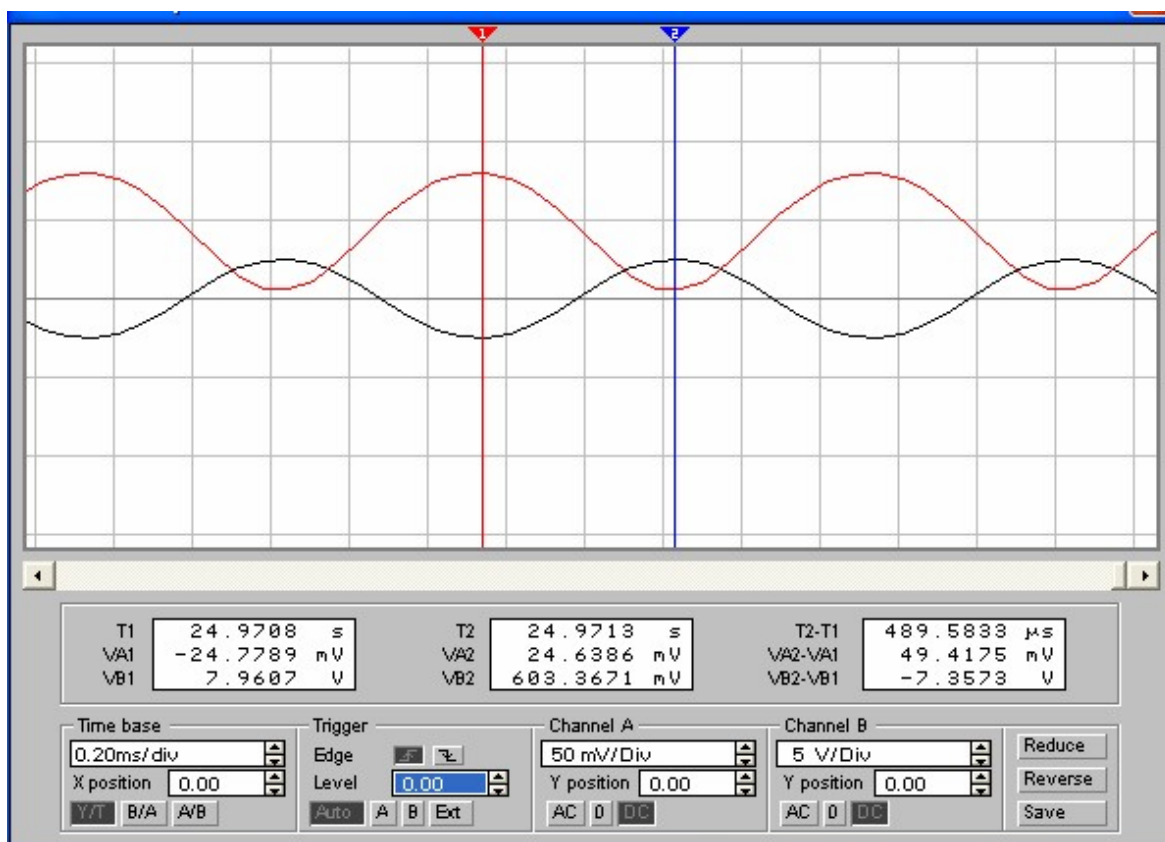 1 2
T1 24.9708 s T2 24.9713 s T2-T1 489.5833 µs
VA1 -24.7789 mV VA2 24.6386 mV VA2-VA1 49.4175 mV
VB1 7.9607 V VB2 603.3671 mV VB2-VB1 -7.3573 V
Time base Trigger Channel A Channel B
0.20ms/div Edge 50 mV/Div 5 V/Div Reduce
X position 0.00 Level 0.00 Y position 0.00 Y position 0.00 Reverse
Y/T B/A A/B Auto A B Ext AC 0 DC AC 0 DC Save